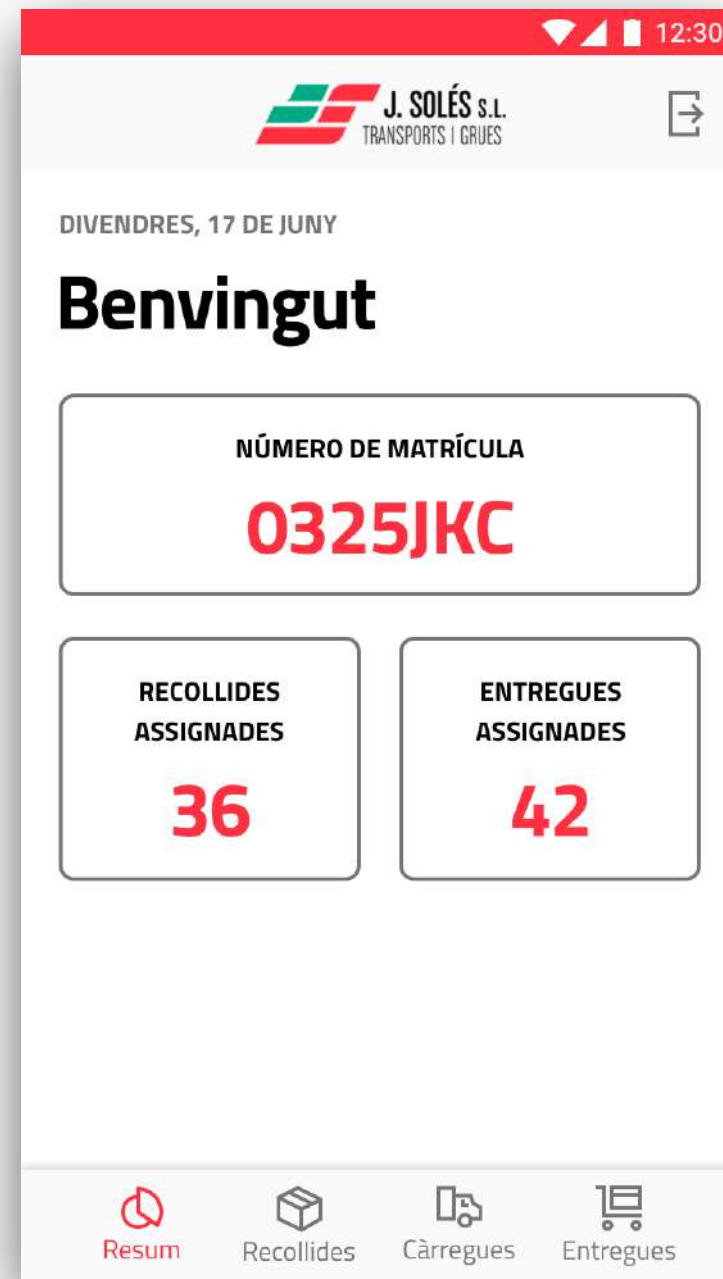 12:30
J. SOLÉS S.L.
TRANSPORTS I GRUES
DIVENDRES, 17 DE JUNY
Benvingut
NÚMERO DE MATRÍCULA
0325JKC
RECOLLIDES
ASSIGNADES
36
ENTREGUES
ASSIGNADES
42
Resum
Recollides
Càrregues
Entregues